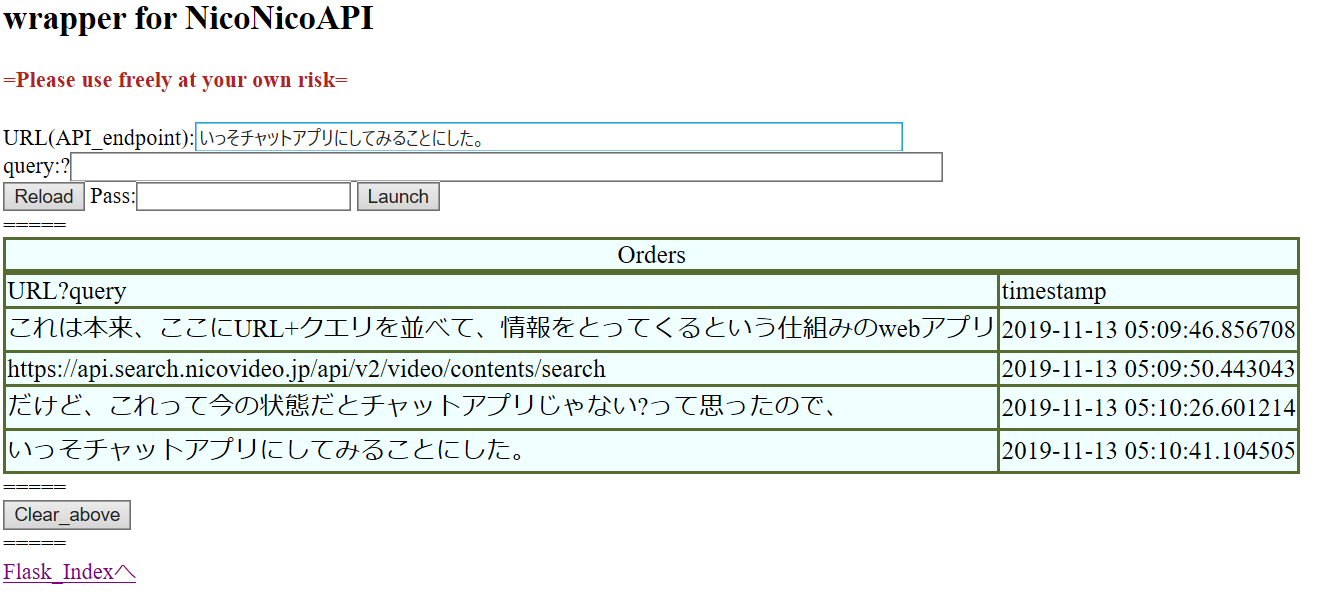 wrapper for NicoNicoAPI
=Please use freely at your own risk=
URL(API_endpoint):いっそチャットアプリにしてみることにした。
query:?
Reload Pass: Launch
=====
Orders
URL?query timestamp
これは本来、ここにURL+クエリを並べて、情報をとってくるという仕組みのwebアプリ 2019-11-13 05:09:46.856708
https://api.search.nicovideo.jp/api/v2/video/contents/search 2019-11-13 05:09:50.443043
だけど、これって今の状態だとチャットアプリじゃない?って思ったので、 2019-11-13 05:10:26.601214
いっそチャットアプリにしてみることにした。 2019-11-13 05:10:41.104505
=====
Clear_above
=====
Flask_Indexへ